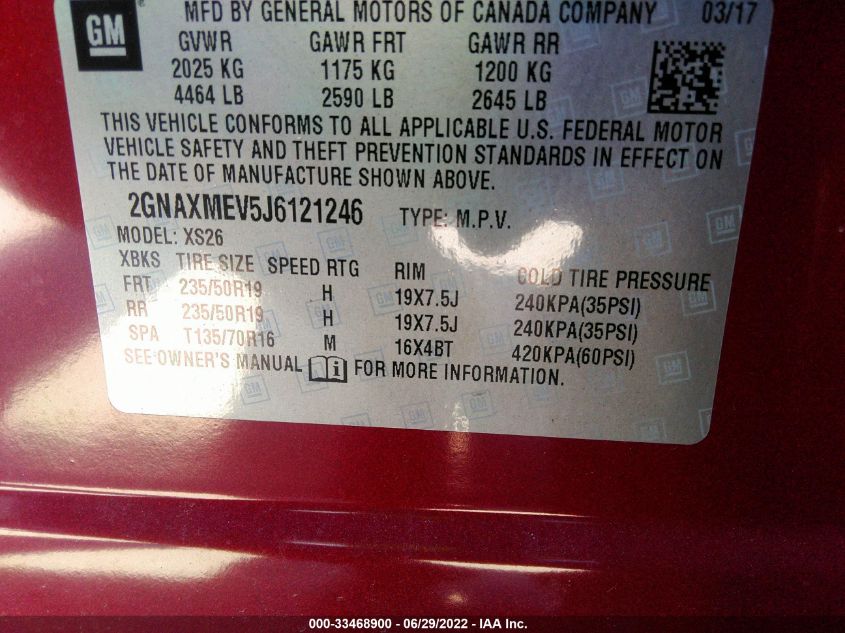 GM
MFD BY GENERAL MOTORS OF CANADA COMPANY 03/17
GVWR GAWR FRT GAWR RR
2025 KG 1175 KG 1200 KG
4464 LB 2590 LB 2645 LB
THIS VEHICLE CONFORMS TO ALL APPLICABLE U.S. FEDERAL MOTOR
VEHICLE SAFETY AND THEFT PREVENTION STANDARDS IN EFFECT ON
THE DATE OF MANUFACTURE SHOWN ABOVE.
2GNAXMEV5J6121246 TYPE: M.P.V.
MODEL: XS26
XBKS TIRE SIZE SPEED RTG RIM COLD TIRE PRESSURE
FRT 235/50R19 H 19X7.5J 240KPA(35PSI)
RR 235/50R19 H 19X7.5J 240KPA(35PSI)
SPA T135/70R16 M 16X4BT 420KPA(60PSI)
SEE OWNER'S MANUAL i FOR MORE INFORMATION.
000-33468900 - 06/29/2022 - IAA Inc.